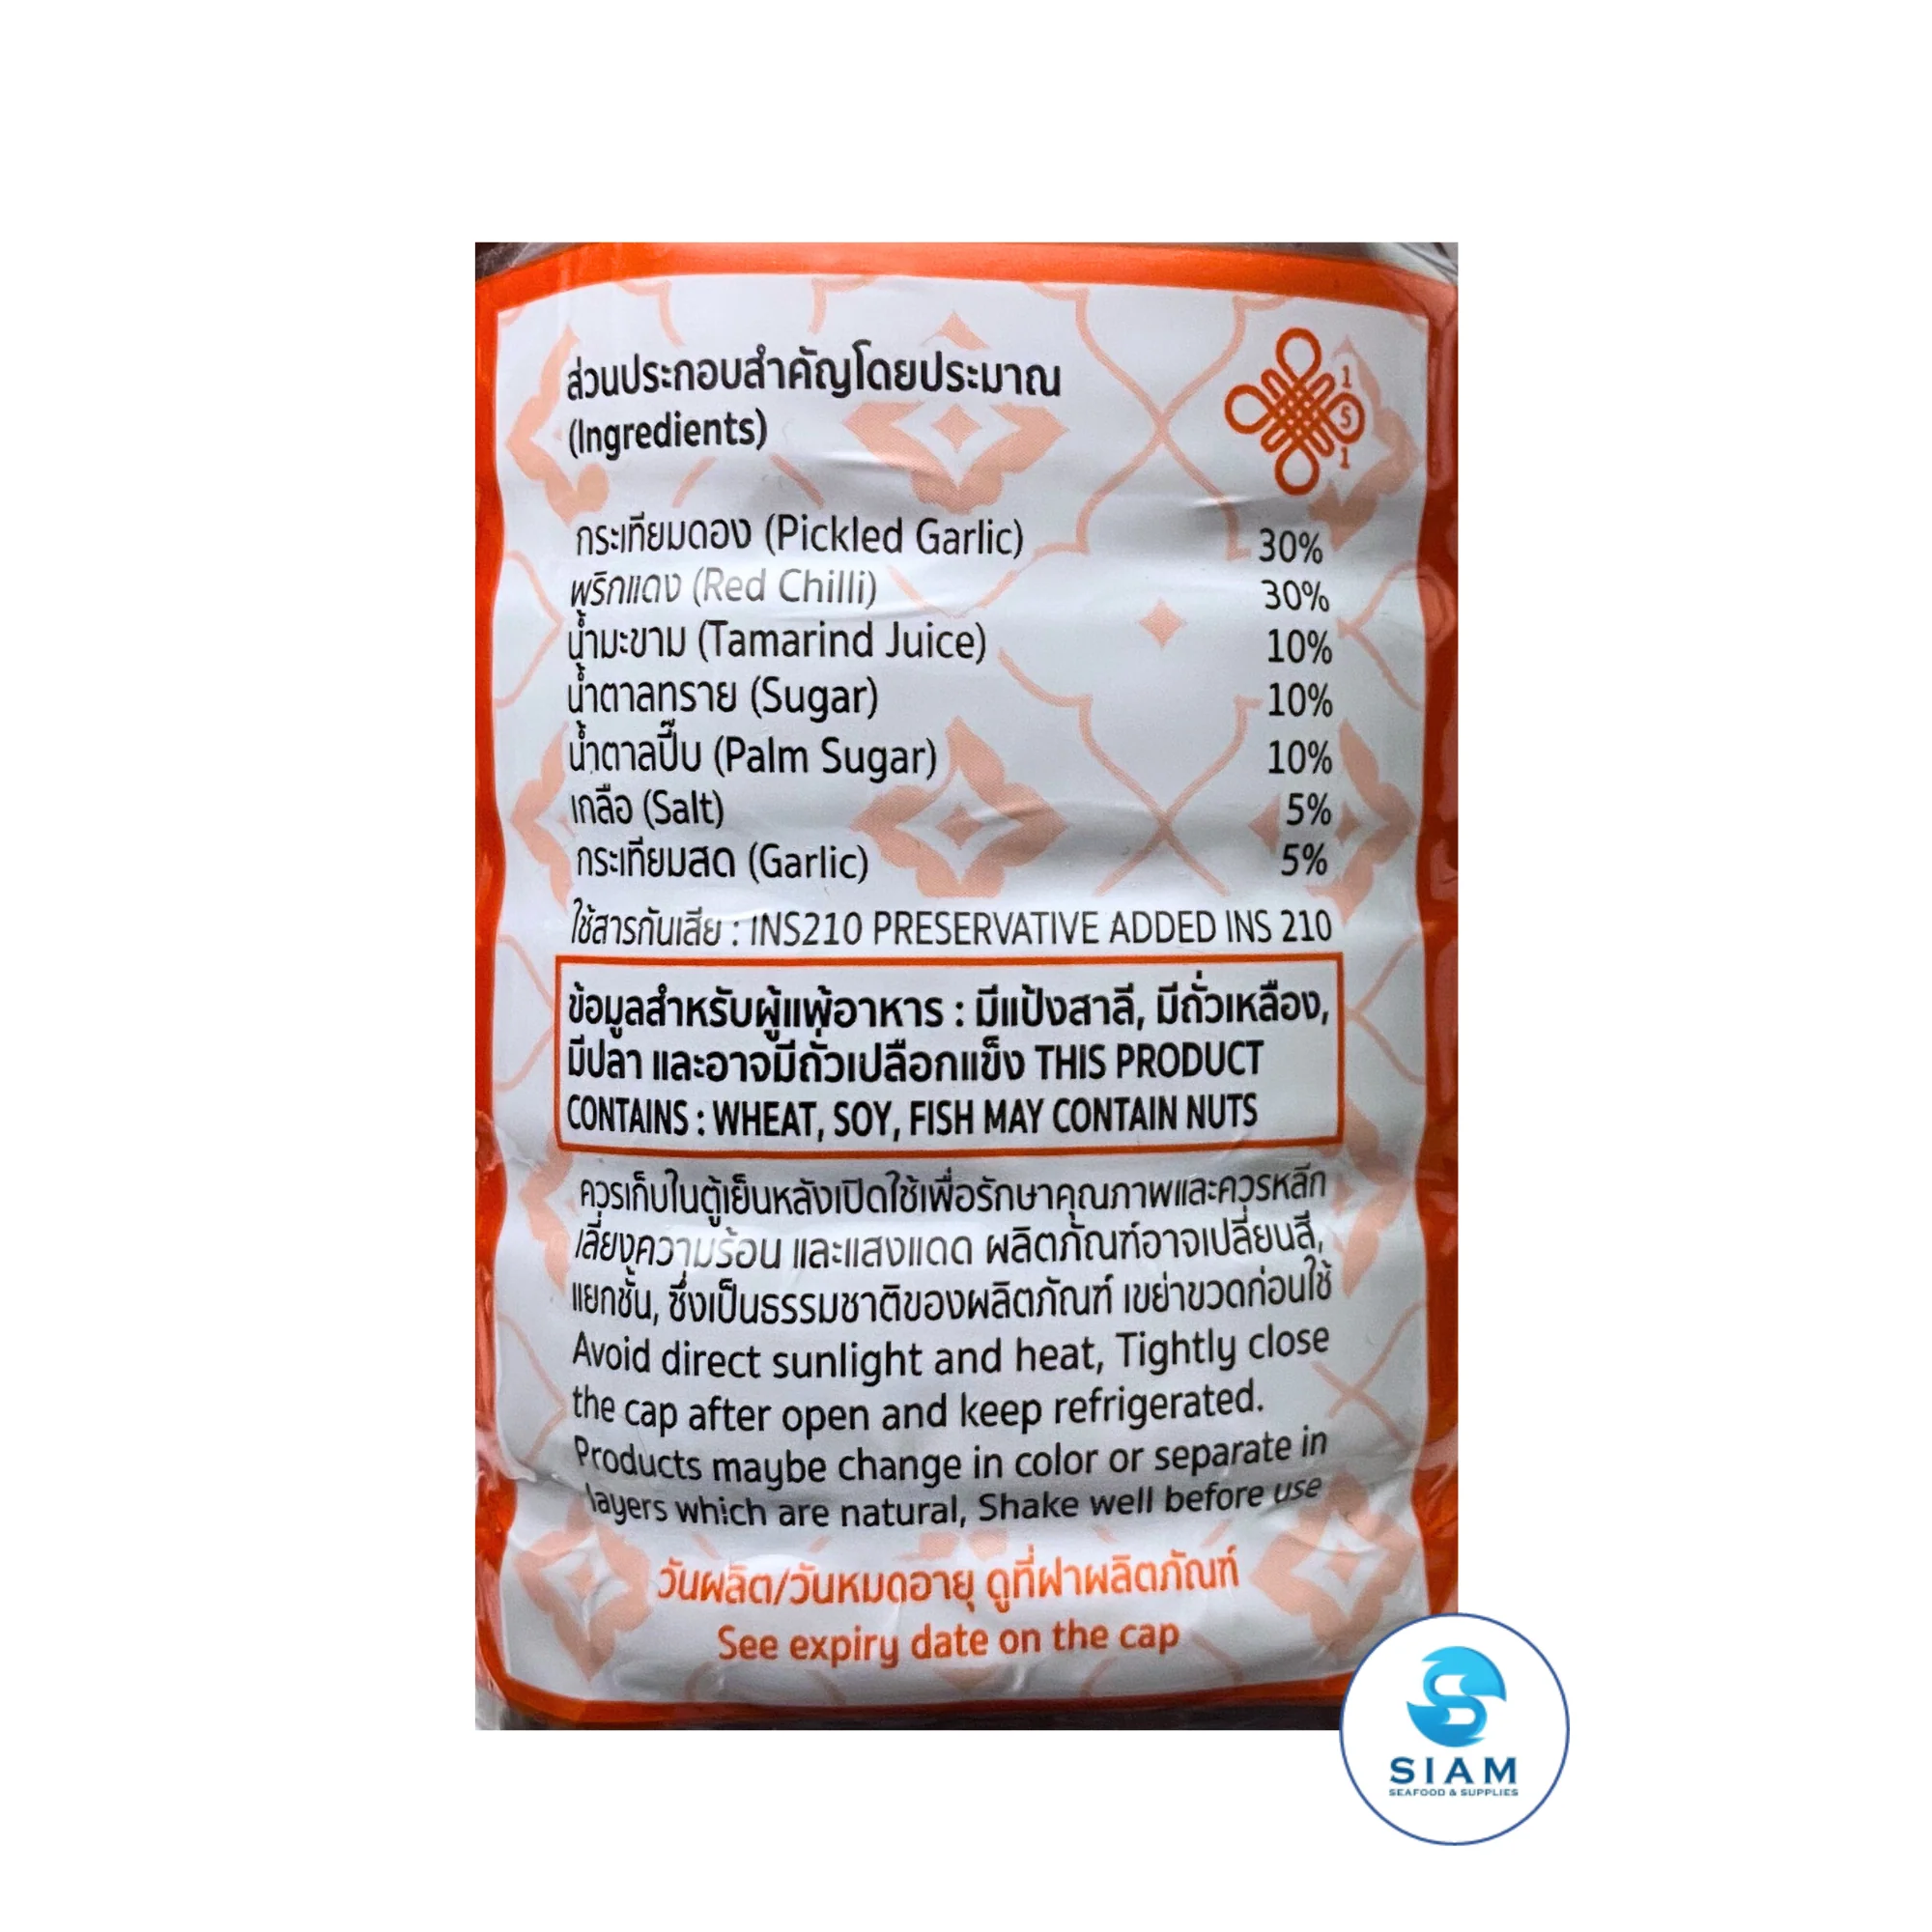 ส่วนประกอบสำคัญโดยประมาณ
(Ingredients)
1
5
1
กระเทียมดอง (Pickled Garlic) 30%
พริกแดง (Red Chilli) 30%
น้ำมะขาม (Tamarind Juice) 10%
น้ำตาลทราย (Sugar) 10%
น้ำตาลปี๊บ (Palm Sugar) 10%
เกลือ (Salt) 5%
กระเทียมสด (Garlic) 5%
ใช้สารกันเสีย : INS210 PRESERVATIVE ADDED INS 210
ข้อมูลสำหรับผู้แพ้อาหาร : มีแป้งสาลี, มีถั่วเหลือง,
มีปลา และอาจมีถั่วเปลือกแข็ง THIS PRODUCT
CONTAINS : WHEAT, SOY, FISH MAY CONTAIN NUTS
ควรเก็บในตู้เย็นหลังเปิดใช้เพื่อรักษาคุณภาพและควรหลีก
เลี่ยงความร้อน และแสงแดด ผลิตภัณฑ์อาจเปลี่ยนสี,
แยกชั้น, ซึ่งเป็นธรรมชาติของผลิตภัณฑ์ เขย่าขวดก่อนใช้
Avoid direct sunlight and heat, Tightly close
the cap after open and keep refrigerated.
Products maybe change in color or separate in
layers which are natural, Shake well before use
วันผลิต/วันหมดอายุ ดูที่ฝาผลิตภัณฑ์
See expiry date on the cap
SIAM
SEAFOOD & SUPPLIES